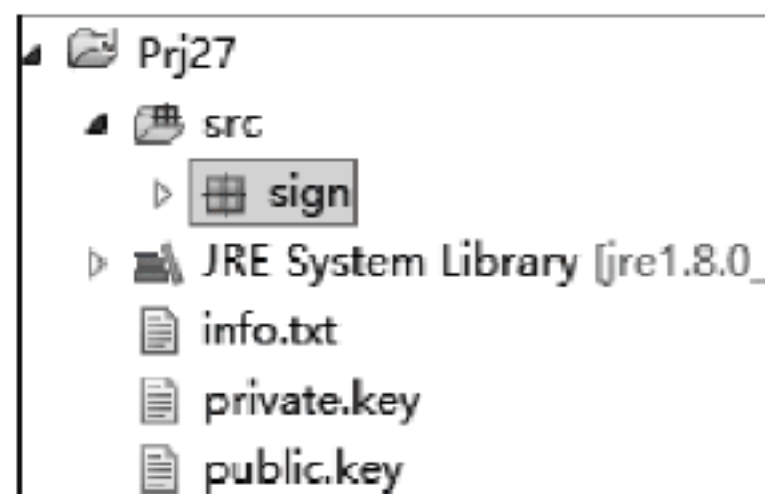 Prj27
src
sign
JRE System Library [jre1.8.0_
info.txt
private.key
public.key